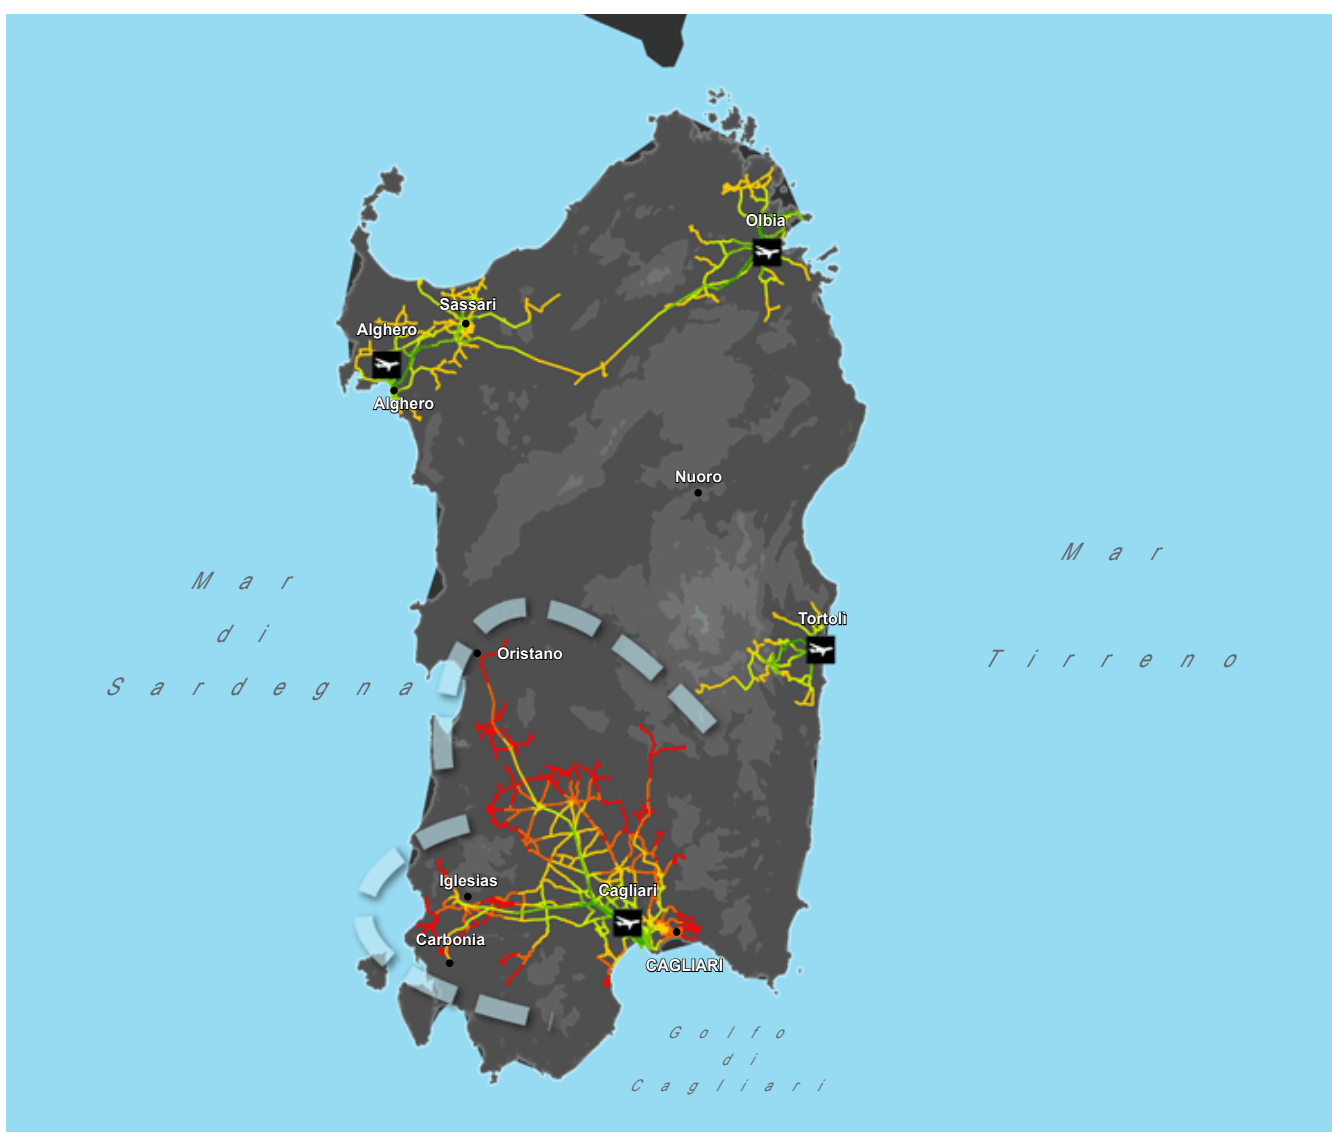 Olbia
Sassari
Alghero
Alghero
Nuoro
Mar
di
Sardegna
Mar
Tirreno
Tortolì
Oristano
Iglesias
Cagliari
Carbonia
CAGLIARI
Golfo
di
Cagliari